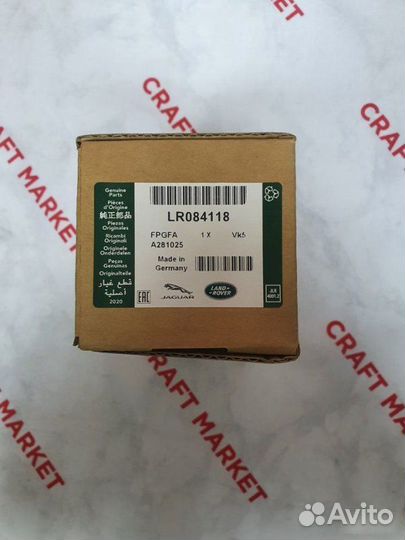 CRAFT MARKET
CRAFT MARKET
CRAFT MARKET
CRAFT MARKET
CRAFT MARKET
CRAFT MARKET
Genuine
Parts
Pièces
d'Origine
純正部品
Piezas
Originales
Ricambi
Originali
Originele
Onderdelen
Peças
Genuínas
Originalteile
قطع غيار
أصلية
2020
LR084118
FPGFA 1 X VK5
A281025
Made in
Germany
EAC
JAGUAR
LAND-
ROVER
Avito